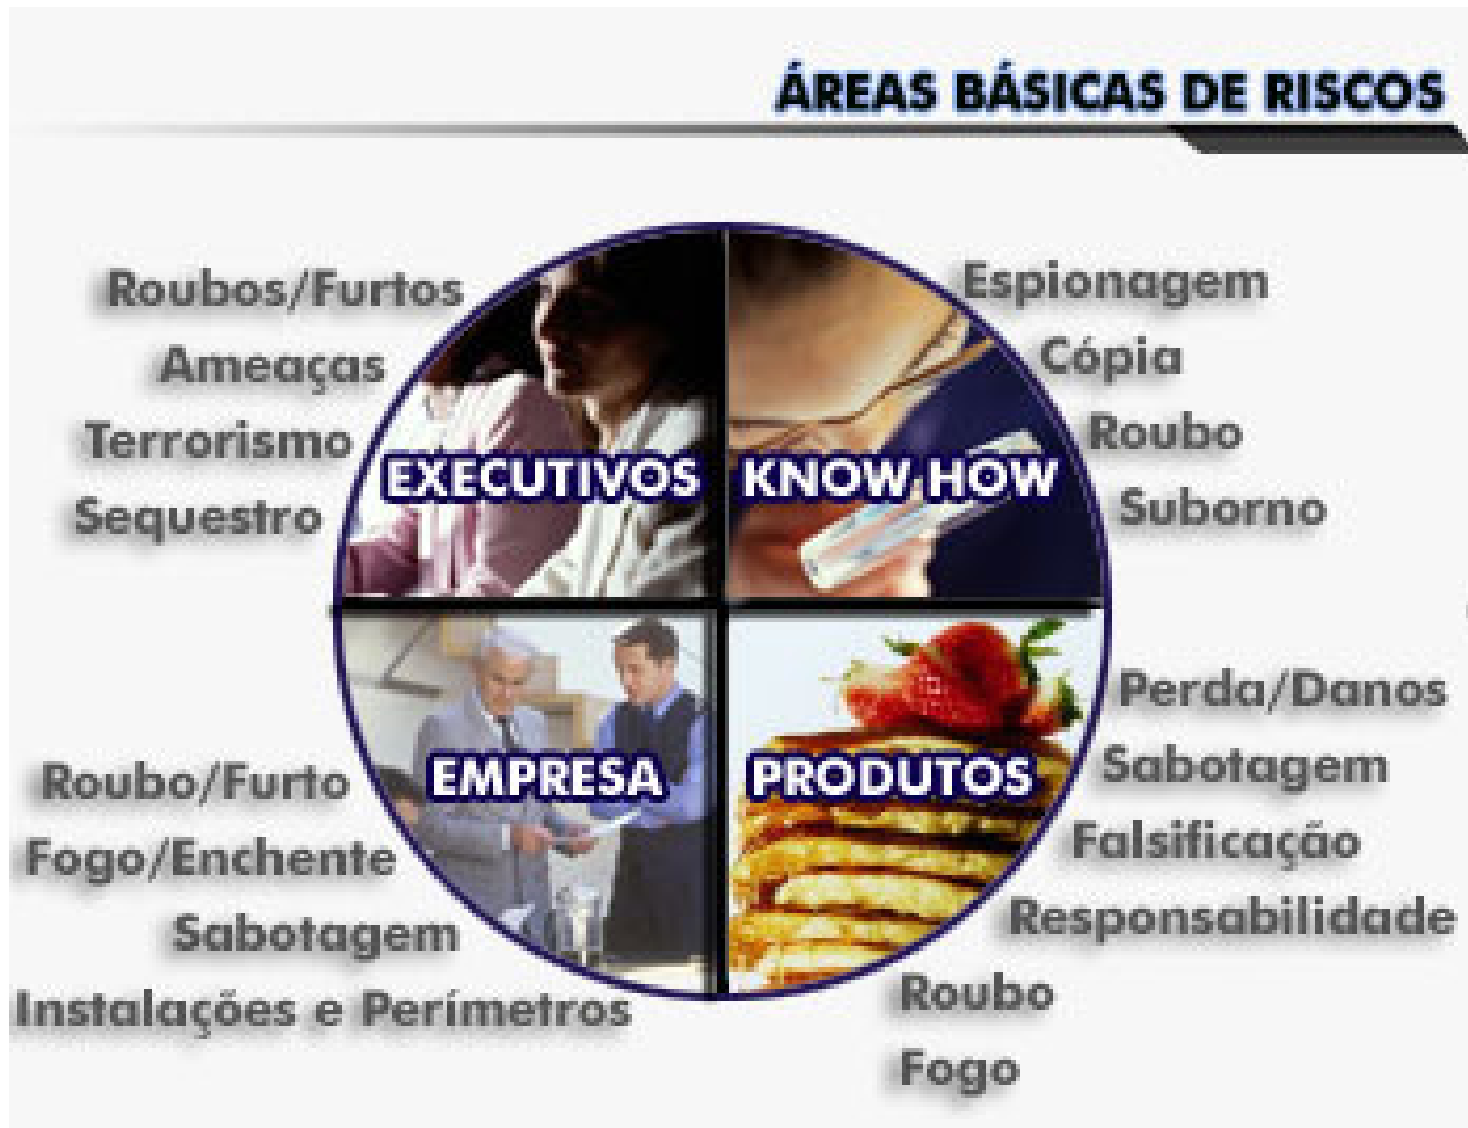 ÁREAS BÁSICAS DE RISCOS
Roubos/Furtos
Ameaças
Terrorismo
Sequestro
EXECUTIVOS
KNOW HOW
Espionagem
Cópia
Roubo
Suborno
Roubo/Furto
Fogo/Enchente
Sabotagem
Instalações e Perímetros
EMPRESA
PRODUTOS
Perda/Danos
Sabotagem
Falsificação
Responsabilidade
Roubo
Fogo